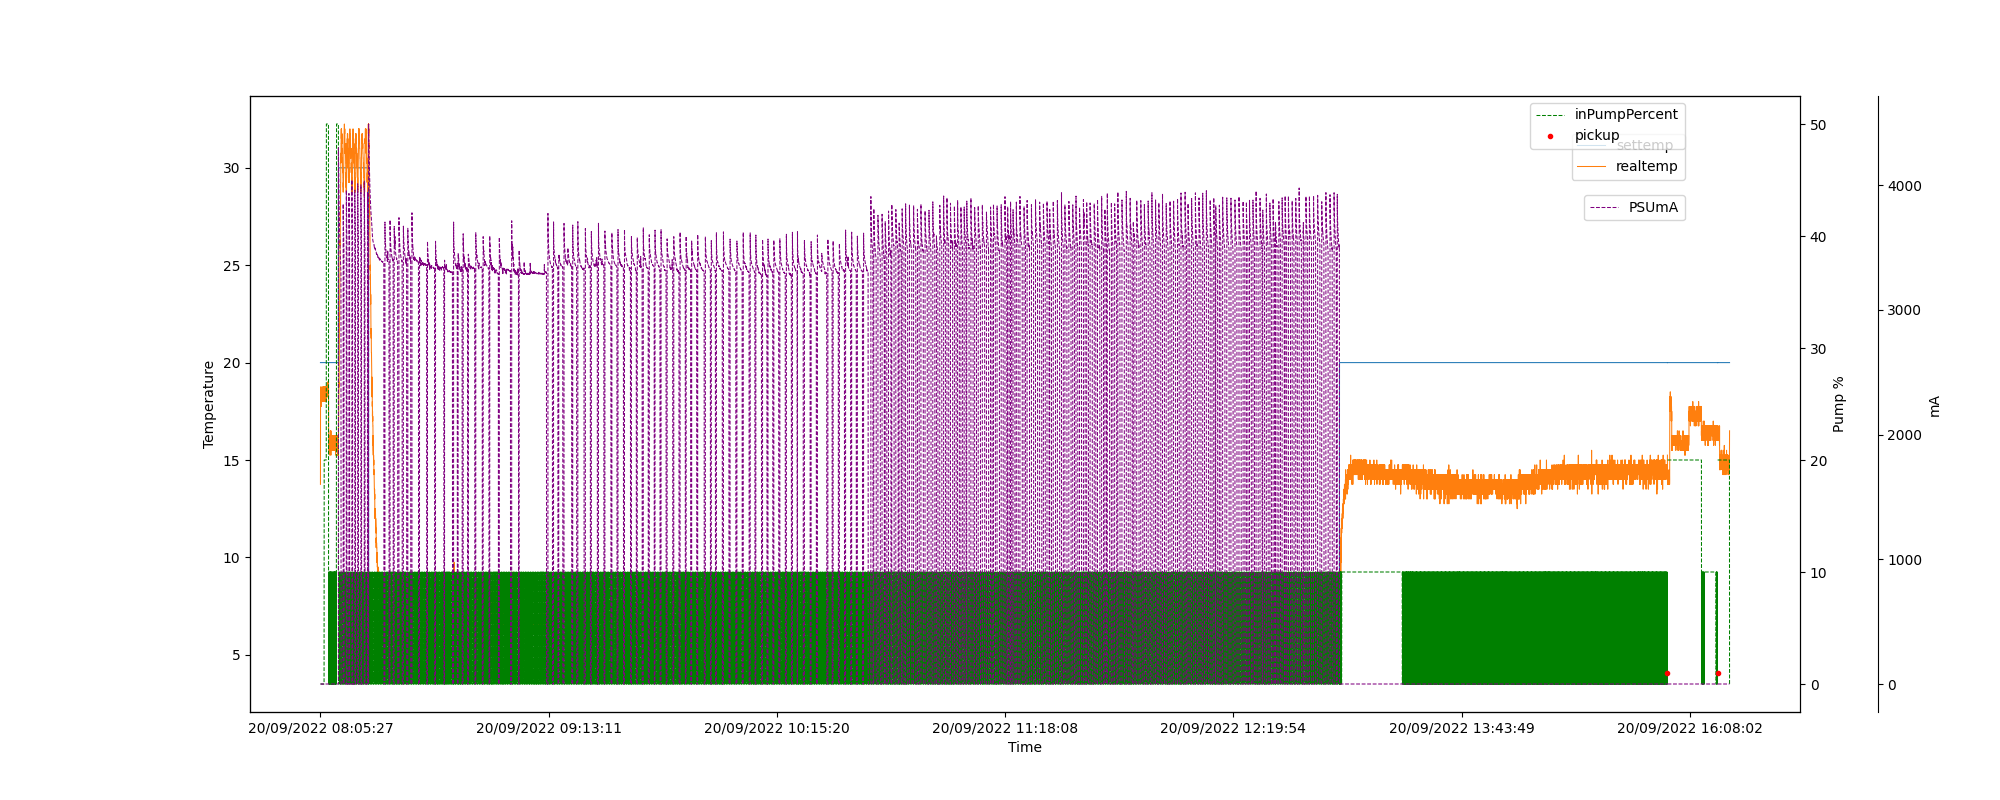 inPumpPercent
pickup
settemp
realtemp
PSUmA
Temperature
30
25
20
15
10
5
50
40
30
20
10
0
Pump %
4000
3000
2000
1000
0
mA
20/09/2022 08:05:27
20/09/2022 09:13:11
20/09/2022 10:15:20
20/09/2022 11:18:08
20/09/2022 12:19:54
20/09/2022 13:43:49
20/09/2022 16:08:02
Time